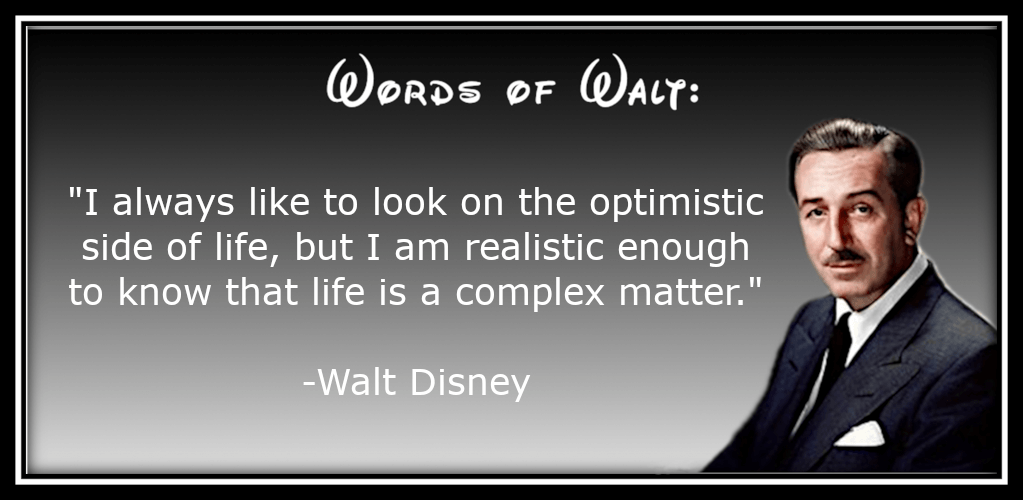 Words of Walt:
"I always like to look on the optimistic
side of life, but I am realistic enough
to know that life is a complex matter."
-Walt Disney